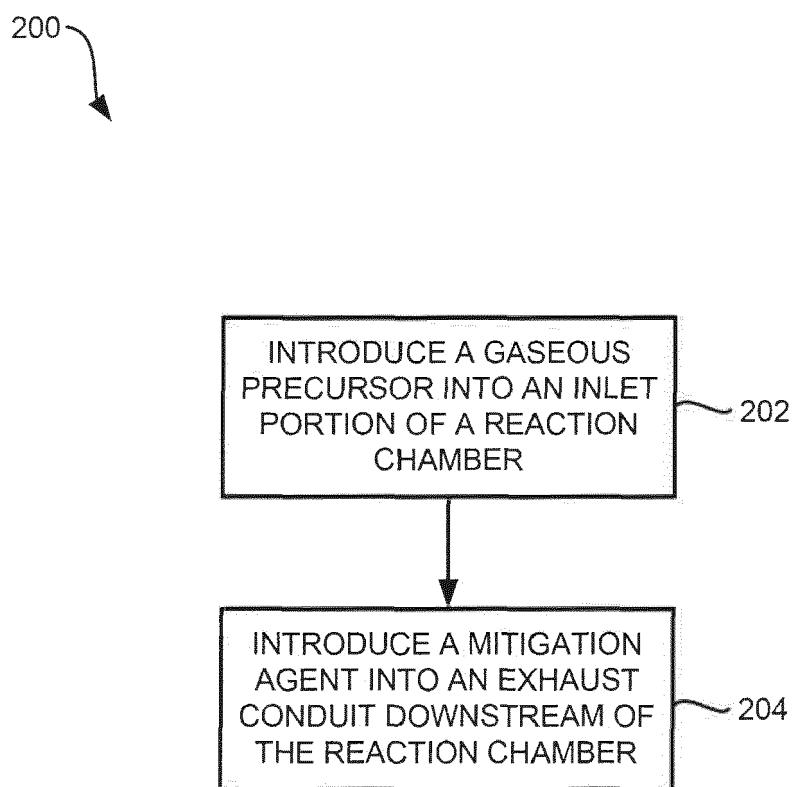 200
INTRODUCE A GASEOUS
PRECURSOR INTO AN INLET
PORTION OF A REACTION
CHAMBER
202
INTRODUCE A MITIGATION
AGENT INTO AN EXHAUST
CONDUIT DOWNSTREAM OF
THE REACTION CHAMBER
204